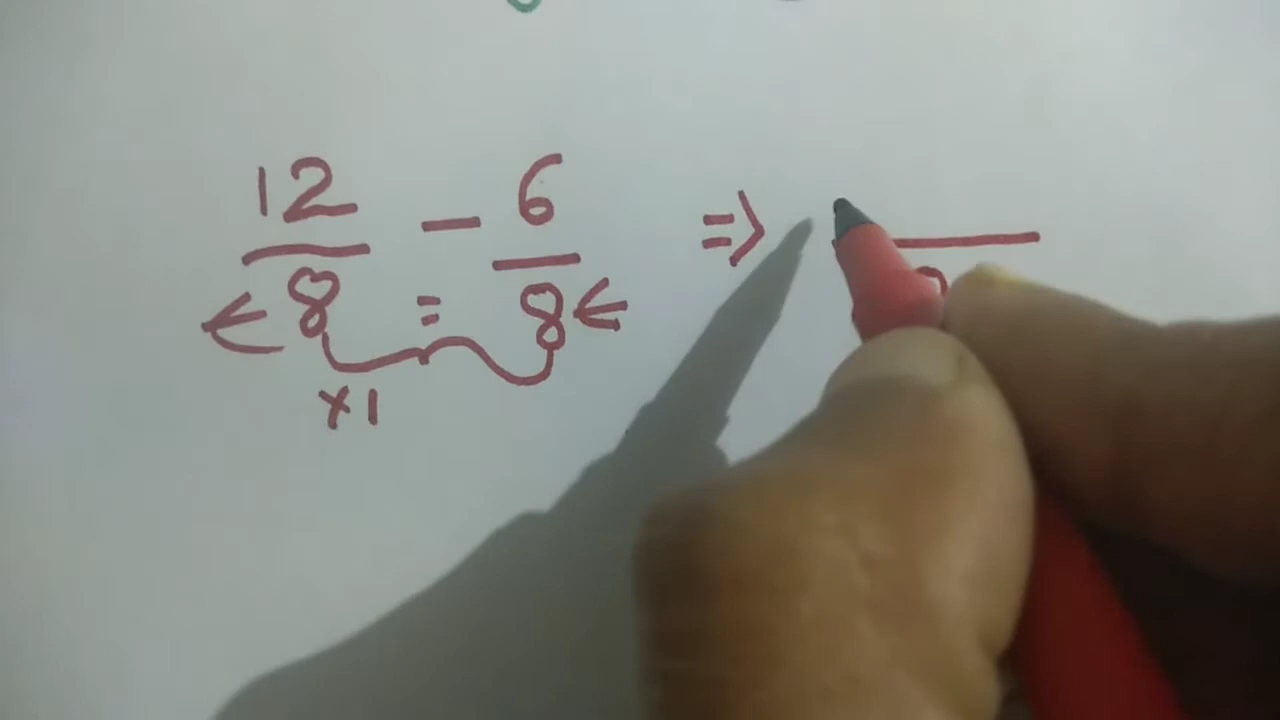 12 - 6 =>
8 = 8
×1